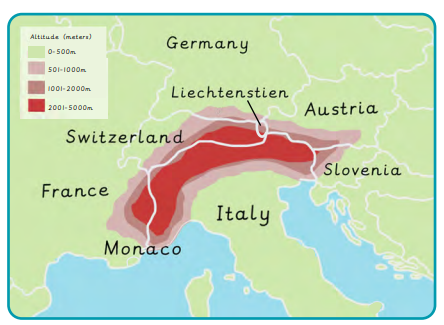 Altitude (meters)
0-500m
501-1000m
1001-2000m
2001-5000m
Germany
Liechtenstien
Austria
Switzerland
Slovenia
France
Italy
Monaco